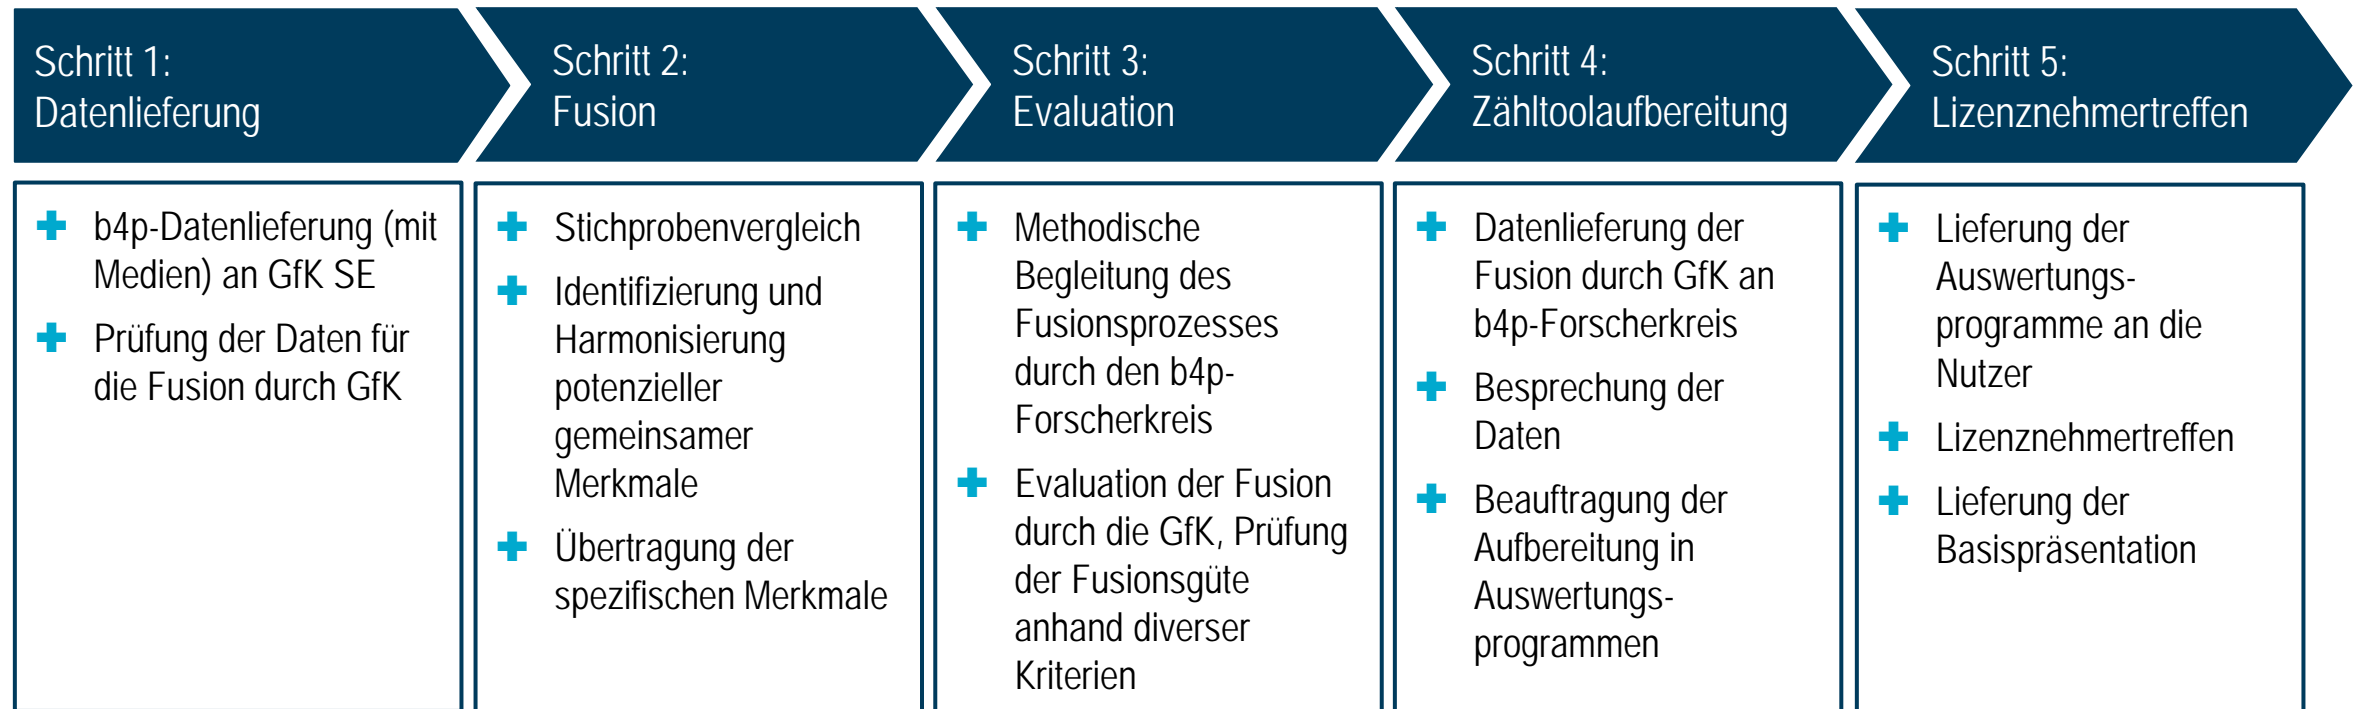 Schritt 1:
Datenlieferung
Schritt 2:
Fusion
Schritt 3:
Evaluation
Schritt 4:
Zähltoolaufbereitung
Schritt 5:
Lizenznehmertreffen
b4p-Datenlieferung (mit
Medien) an GfK SE
Prüfung der Daten für
die Fusion durch GfK
Stichprobenvergleich
Identifizierung und
Harmonisierung
potenzieller
gemeinsamer
Merkmale
Übertragung der
spezifischen Merkmale
Methodische
Begleitung des
Fusionsprozesses
durch den b4p-
Forscherkreis
Evaluation der Fusion
durch die GfK, Prüfung
der Fusionsgüte
anhand diverser
Kriterien
Datenlieferung der
Fusion durch GfK an
b4p-Forscherkreis
Besprechung der
Daten
Beauftragung der
Aufbereitung in
Auswertungs-
programmen
Lieferung der
Auswertungs-
programme an die
Nutzer
Lizenznehmertreffen
Lieferung der
Basispräsentation